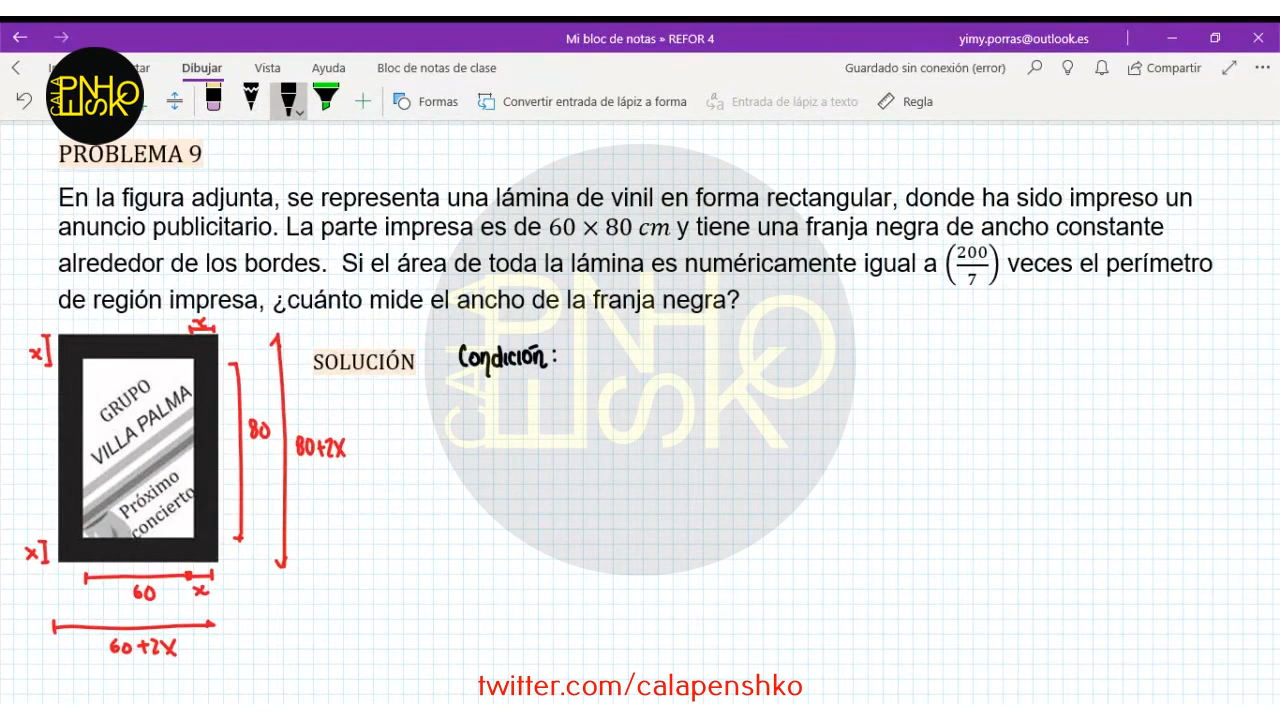 Mi bloc de notas » REFOR 4
yimy.porras@outlook.es
Dibujar
Vista
Ayuda
Bloc de notas de clase
Guardado sin conexión (error)
Compartir
Formas
Convertir entrada de lápiz a forma
Entrada de lápiz a texto
Regla
CALA
PNHO
ESK
PROBLEMA 9
En la figura adjunta, se representa una lámina de vinil en forma rectangular, donde ha sido impreso un
anuncio publicitario. La parte impresa es de 60 × 80 cm y tiene una franja negra de ancho constante
alrededor de los bordes. Si el área de toda la lámina es numéricamente igual a (200/7) veces el perímetro
de región impresa, ¿cuánto mide el ancho de la franja negra?
SOLUCIÓN
Condición:
x
x
GRUPO
VILLA PALMA
Próximo
concierto
80
80+2x
x
60
x
60+2x
CALA
PNHO
ESK
twitter.com/calapenshko